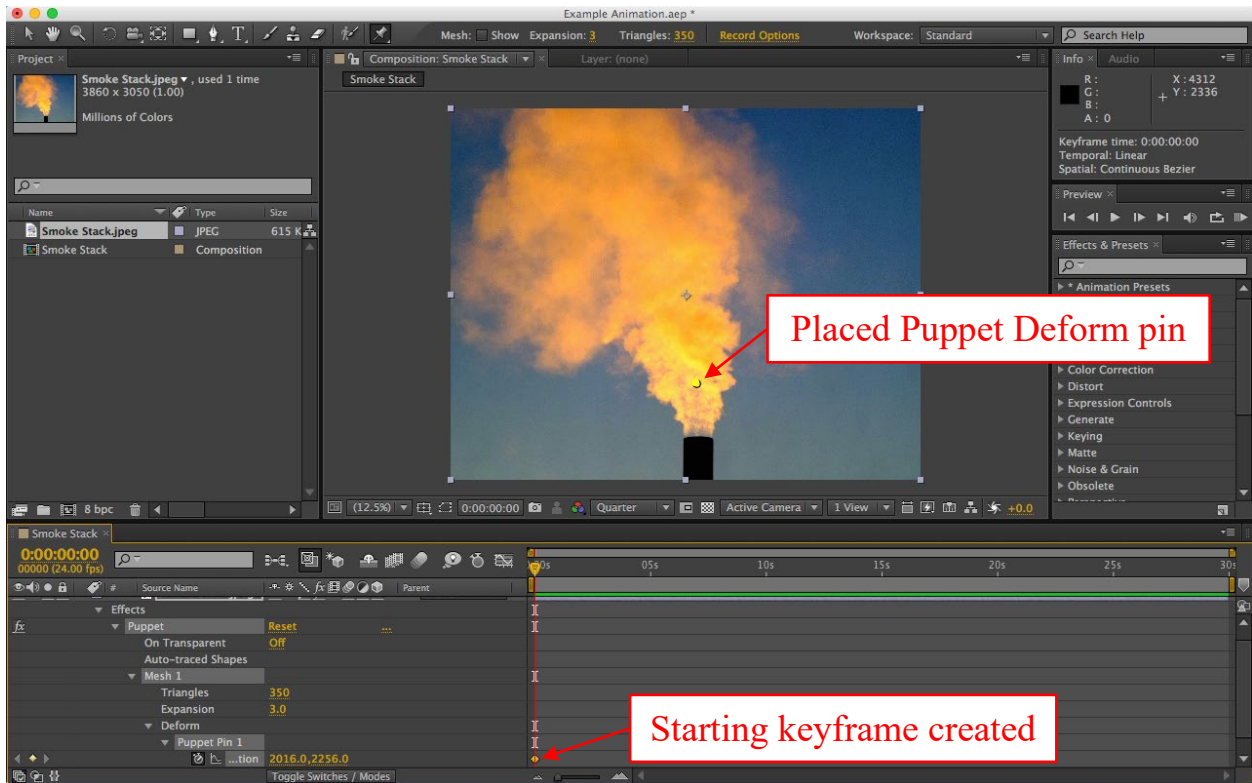 Example Animation.aep *
T
Mesh: Show Expansion: 3 Triangles: 350 Record Options Workspace: Standard Search Help
Project ×
Smoke Stack.jpeg ▾ , used 1 time
3860 x 3050 (1.00)
Millions of Colors
Name Type Size
Smoke Stack.jpeg JPEG 615 K
Smoke Stack Composition
8 bpc
Composition: Smoke Stack × Layer: (none)
Smoke Stack
Placed Puppet Deform pin
(12.5%) 0:00:00:00 Quarter Active Camera 1 View +0.0
Info × Audio
R : X : 4312
G : + Y : 2336
B :
A : 0
Keyframe time: 0:00:00:00
Temporal: Linear
Spatial: Continuous Bezier
Preview ×
Effects & Presets ×
* Animation Presets
Color Correction
Distort
Expression Controls
Generate
Keying
Matte
Noise & Grain
Obsolete
Smoke Stack ×
0:00:00:00
00000 (24.00 fps)
# Source Name fx Parent
05s 10s 15s 20s 25s
Effects
fx Puppet Reset ...
On Transparent Off
Auto-traced Shapes
Mesh 1
Triangles 350
Expansion 3.0
Deform
Puppet Pin 1
...tion 2016.0,2256.0
Starting keyframe created
Toggle Switches / Modes